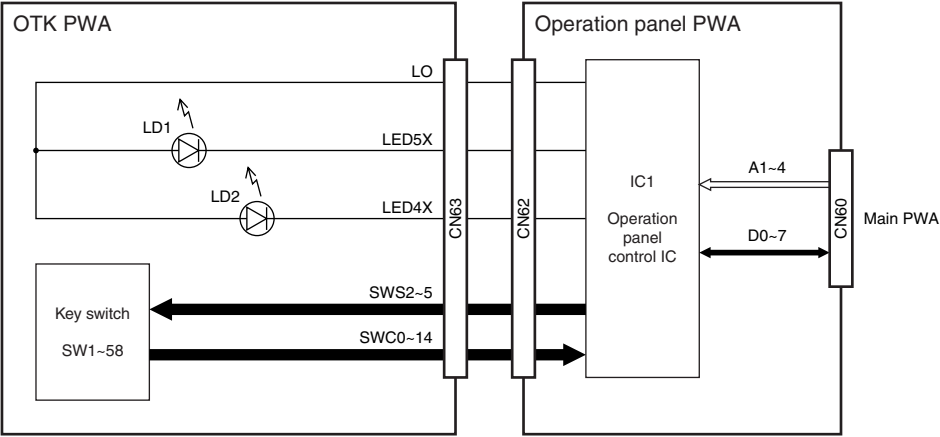 OTK PWA
Operation panel PWA
LO
LD1
LED5X
LD2
LED4X
CN63
CN62
IC1
Operation
panel
control IC
A1~4
D0~7
CN60
Main PWA
Key switch
SW1~58
SWS2~5
SWC0~14